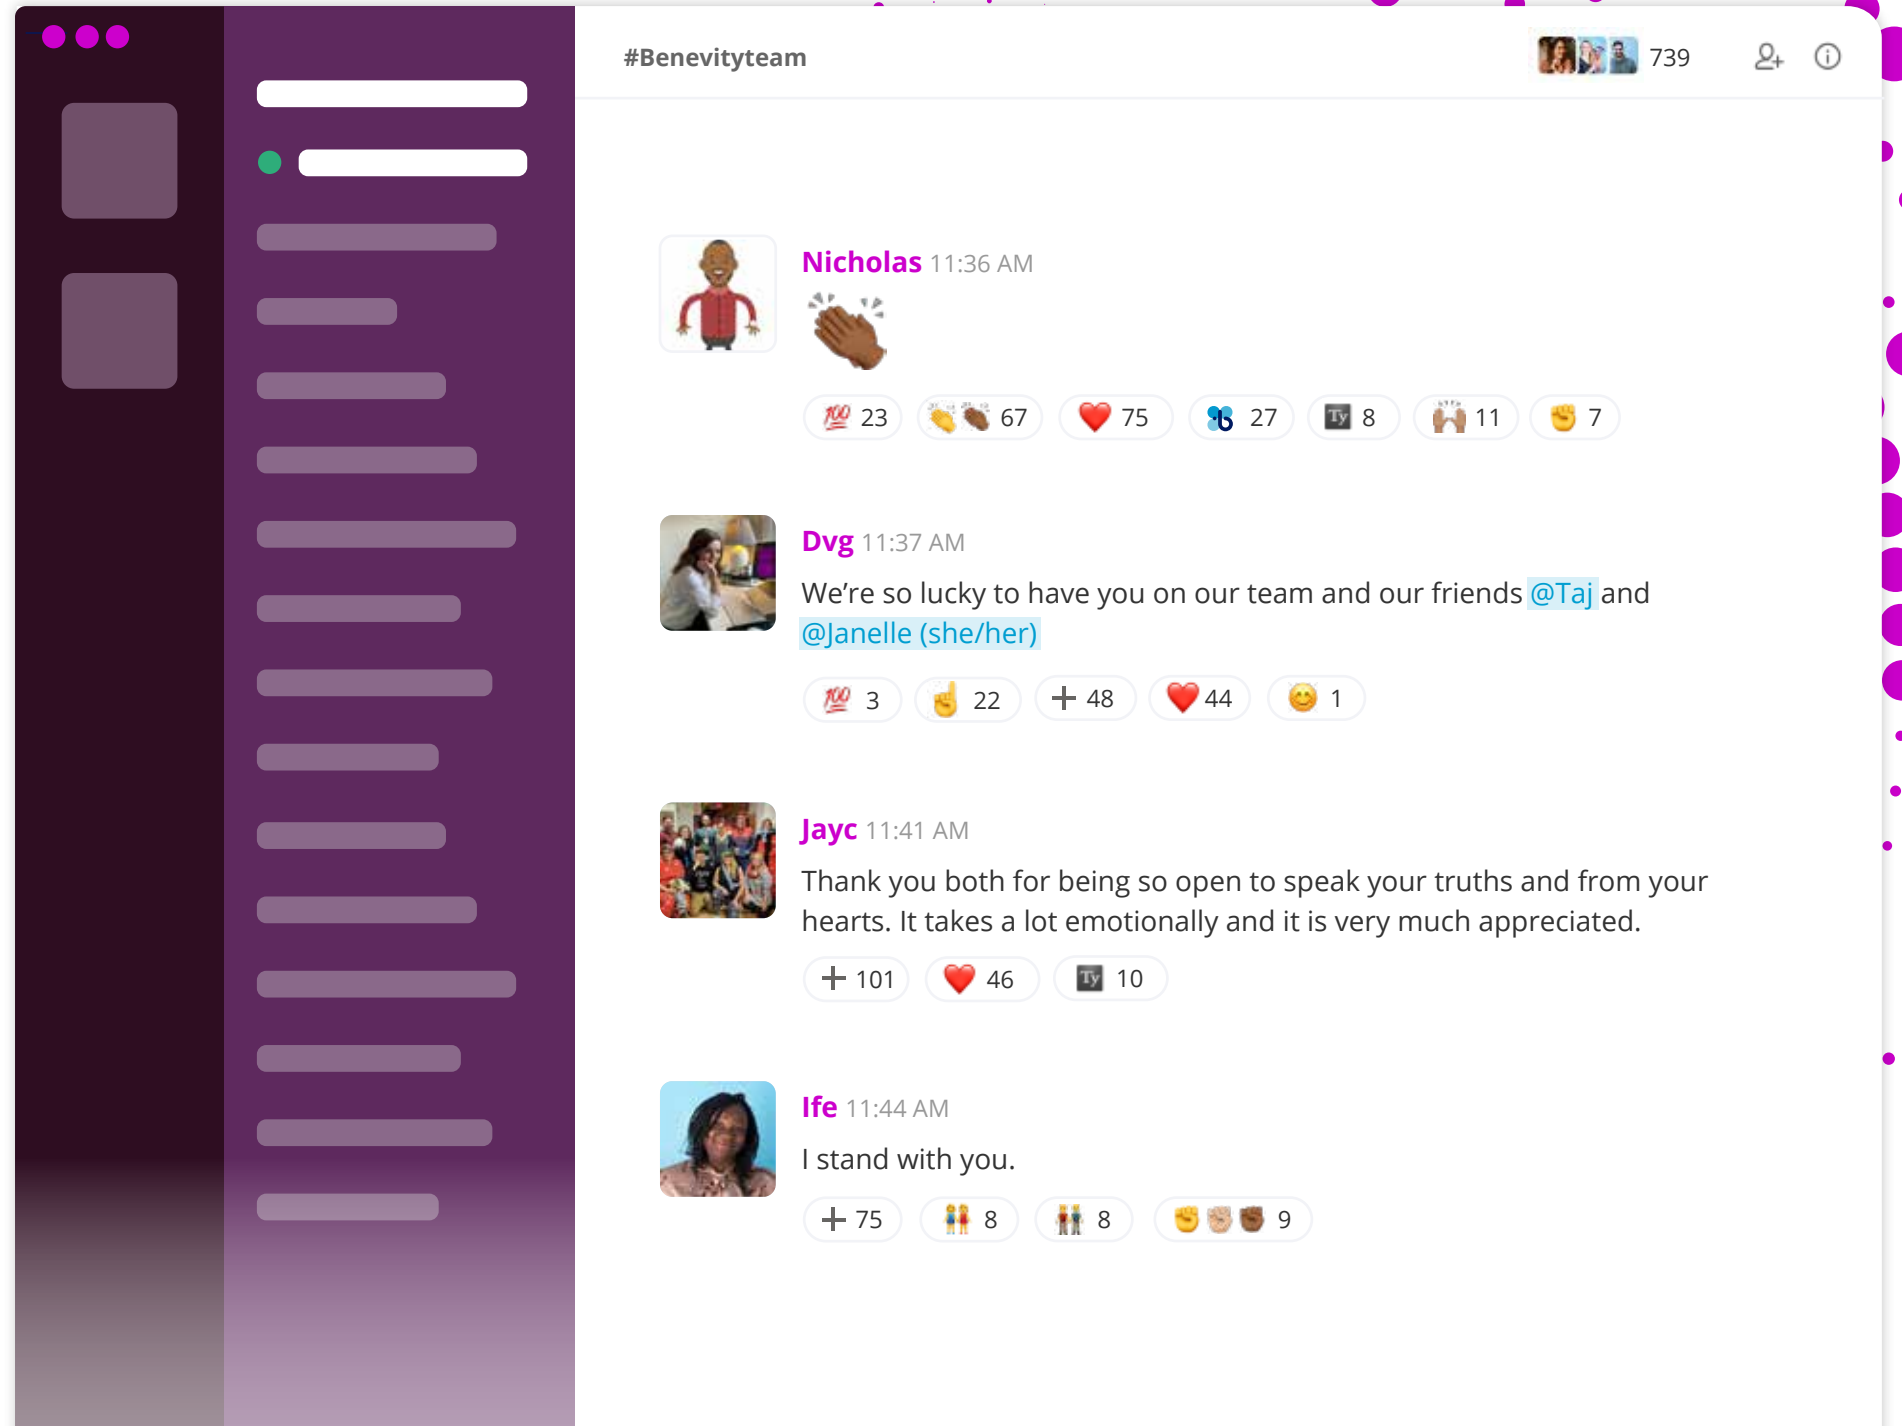 #Benevityteam
739
Nicholas 11:36 AM
💯 23 👏👏🏾 67 ❤️ 75 b 27 Ty 8 🙌🏽 11 ✊ 7
Dvg 11:37 AM
We’re so lucky to have you on our team and our friends @Taj and
@Janelle (she/her)
💯 3 ☝️ 22 + 48 ❤️ 44 😊 1
Jayc 11:41 AM
Thank you both for being so open to speak your truths and from your
hearts. It takes a lot emotionally and it is very much appreciated.
+ 101 ❤️ 46 Ty 10
Ife 11:44 AM
I stand with you.
+ 75 👭 8 👬 8 ✊✊🏻✊🏾 9